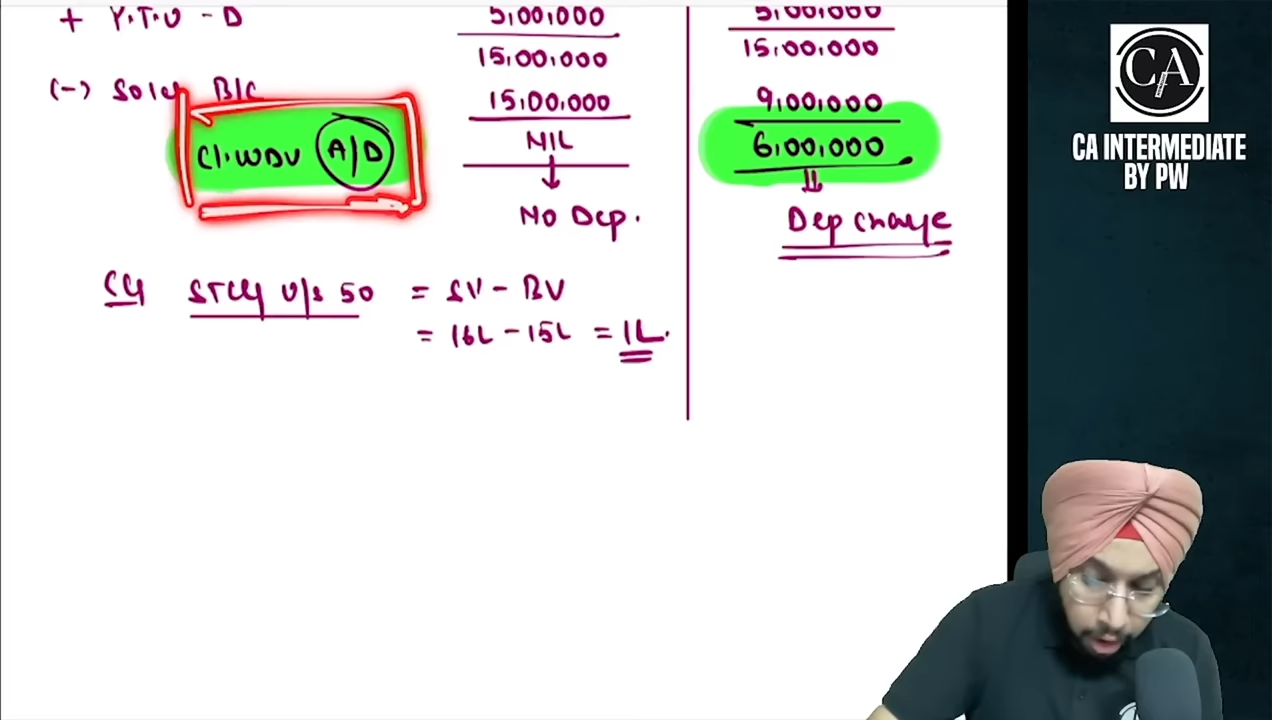 + Y.T.U - D 5,00,000 5,00,000
15,00,000 15,00,000
(-) Sold B/C 15,00,000 9,00,000
Cl. WDV A/D NIL 6,00,000
No Dep. Dep charge
CG STCG U/s 50 = SV - BV
= 16L - 15L = 1L.
CA
CA INTERMEDIATE
BY PW